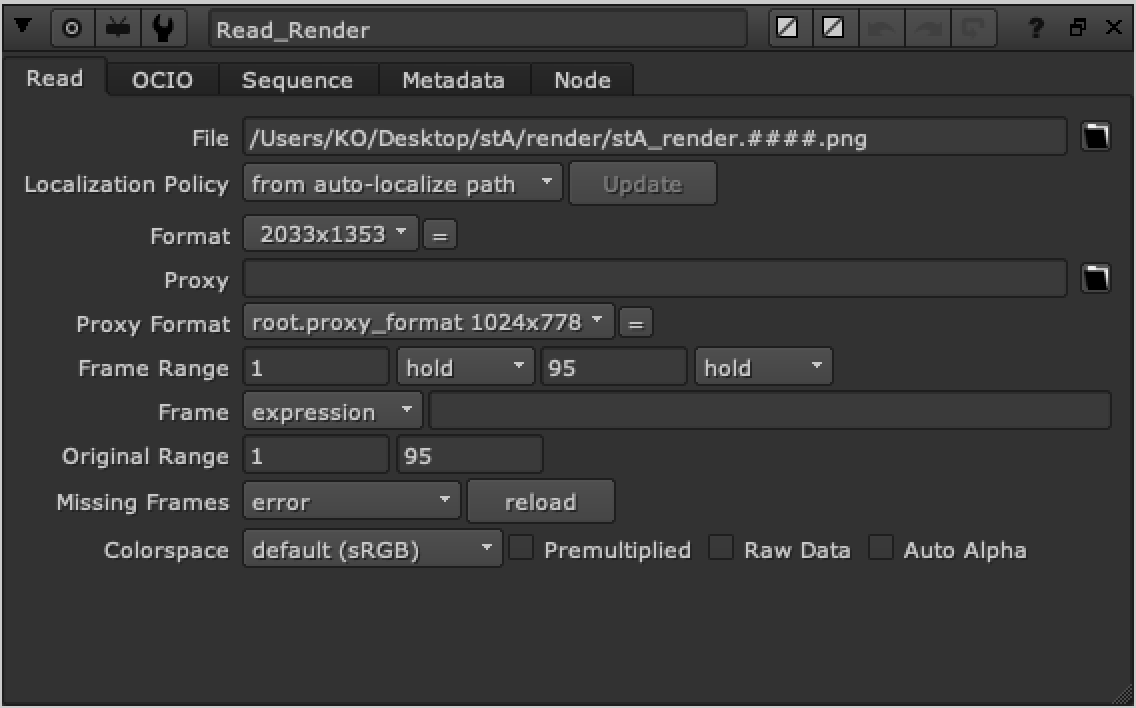 Read_Render ?
Read OCIO Sequence Metadata Node
File /Users/KO/Desktop/stA/render/stA_render.####.png
Localization Policy from auto-localize path Update
Format 2033x1353 =
Proxy
Proxy Format root.proxy_format 1024x778 =
Frame Range 1 hold 95 hold
Frame expression
Original Range 1 95
Missing Frames error reload
Colorspace default (sRGB) Premultiplied Raw Data Auto Alpha